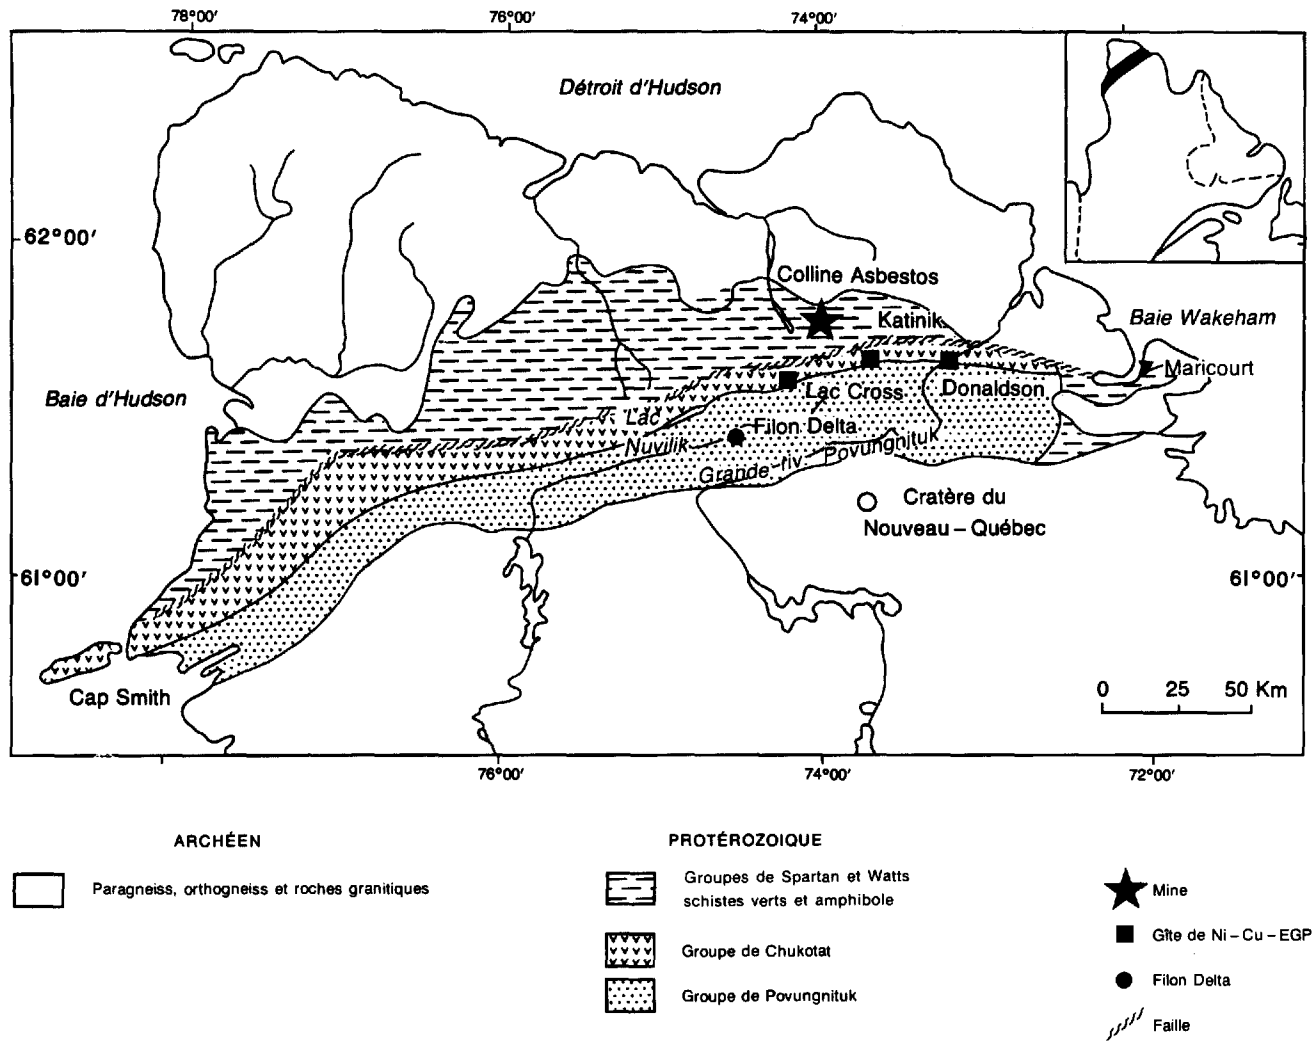 78°00′ 76°00′ 74°00′
Détroit d'Hudson
62°00′
Colline Asbestos
Katinik
Baie Wakeham
Maricourt
Baie d'Hudson
Lac Cross
Donaldson
Lac
Nuvilik
Filon Delta
Grande-riv. Povungnituk
Cratère du
Nouveau-Québec
61°00′ 61°00′
Cap Smith
0 25 50 Km
76°00′ 74°00′ 72°00′
ARCHÉEN
Paragneiss, orthogneiss et roches granitiques
PROTÉROZOIQUE
Groupes de Spartan et Watts
schistes verts et amphibole
Groupe de Chukotat
Groupe de Povungnituk
Mine
Gîte de Ni-Cu-EGP
Filon Delta
Faille